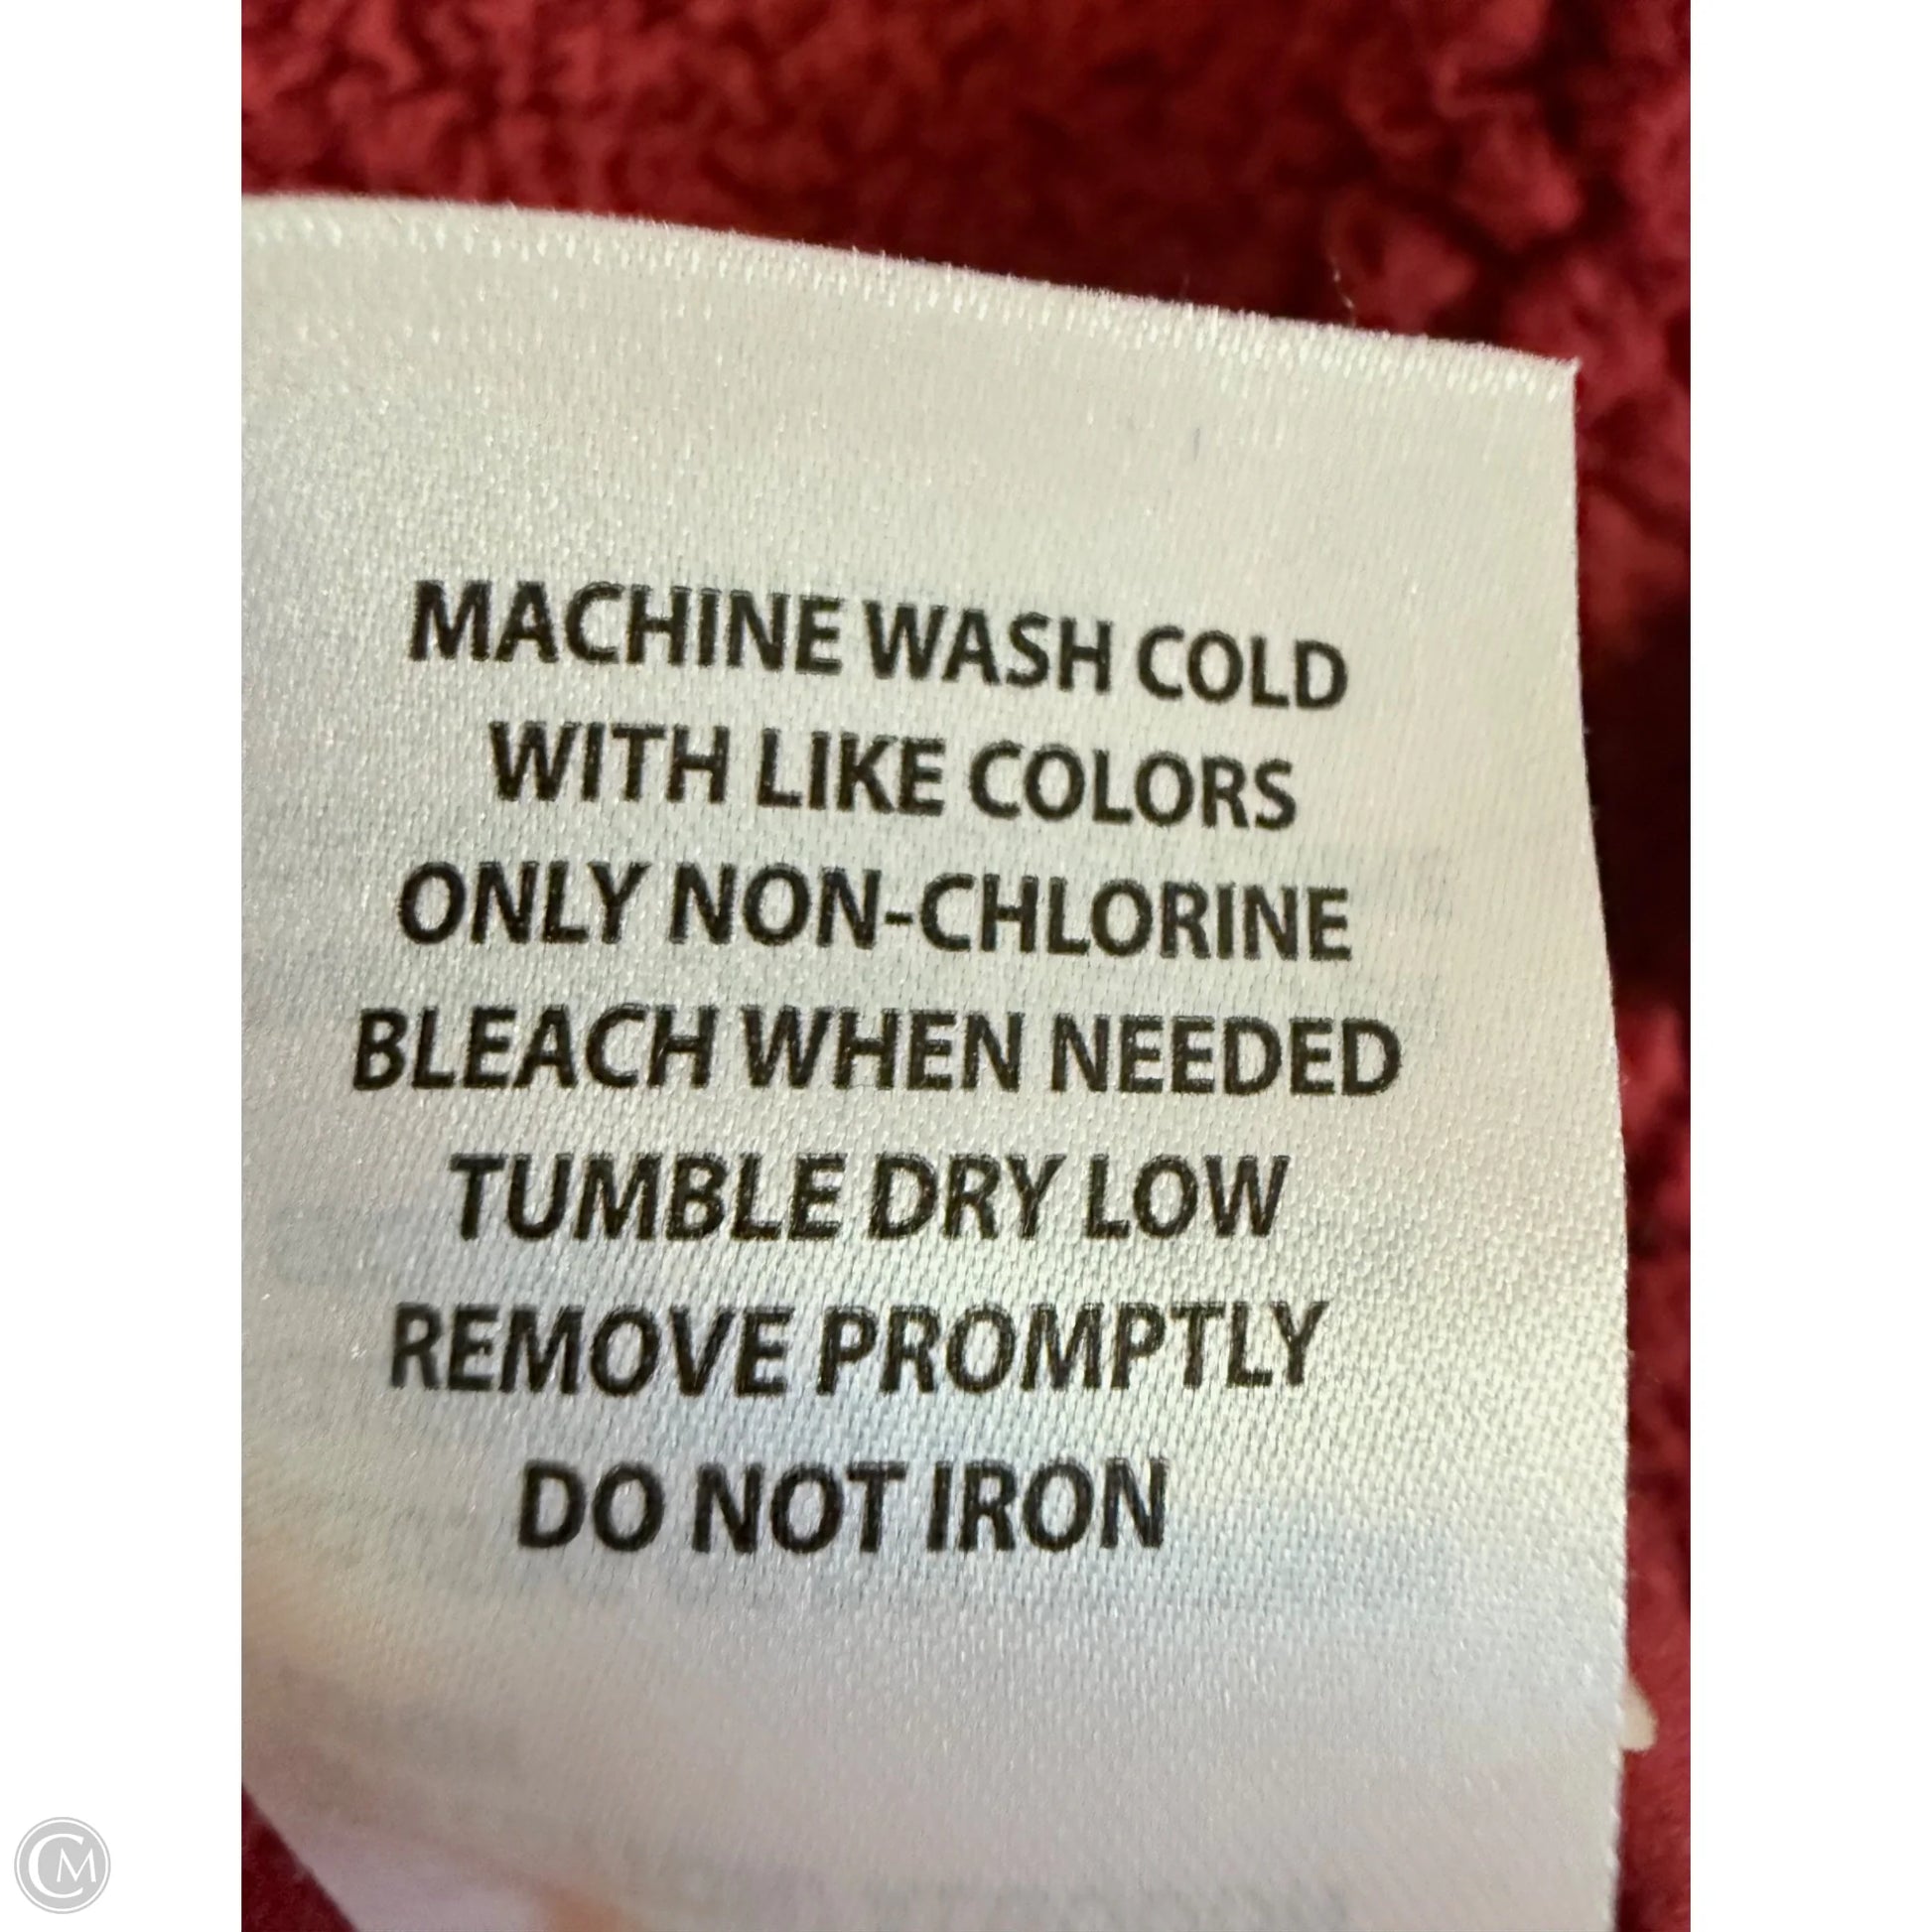 MACHINE WASH COLD
WITH LIKE COLORS
ONLY NON-CHLORINE
BLEACH WHEN NEEDED
TUMBLE DRY LOW
REMOVE PROMPTLY
DO NOT IRON
CM